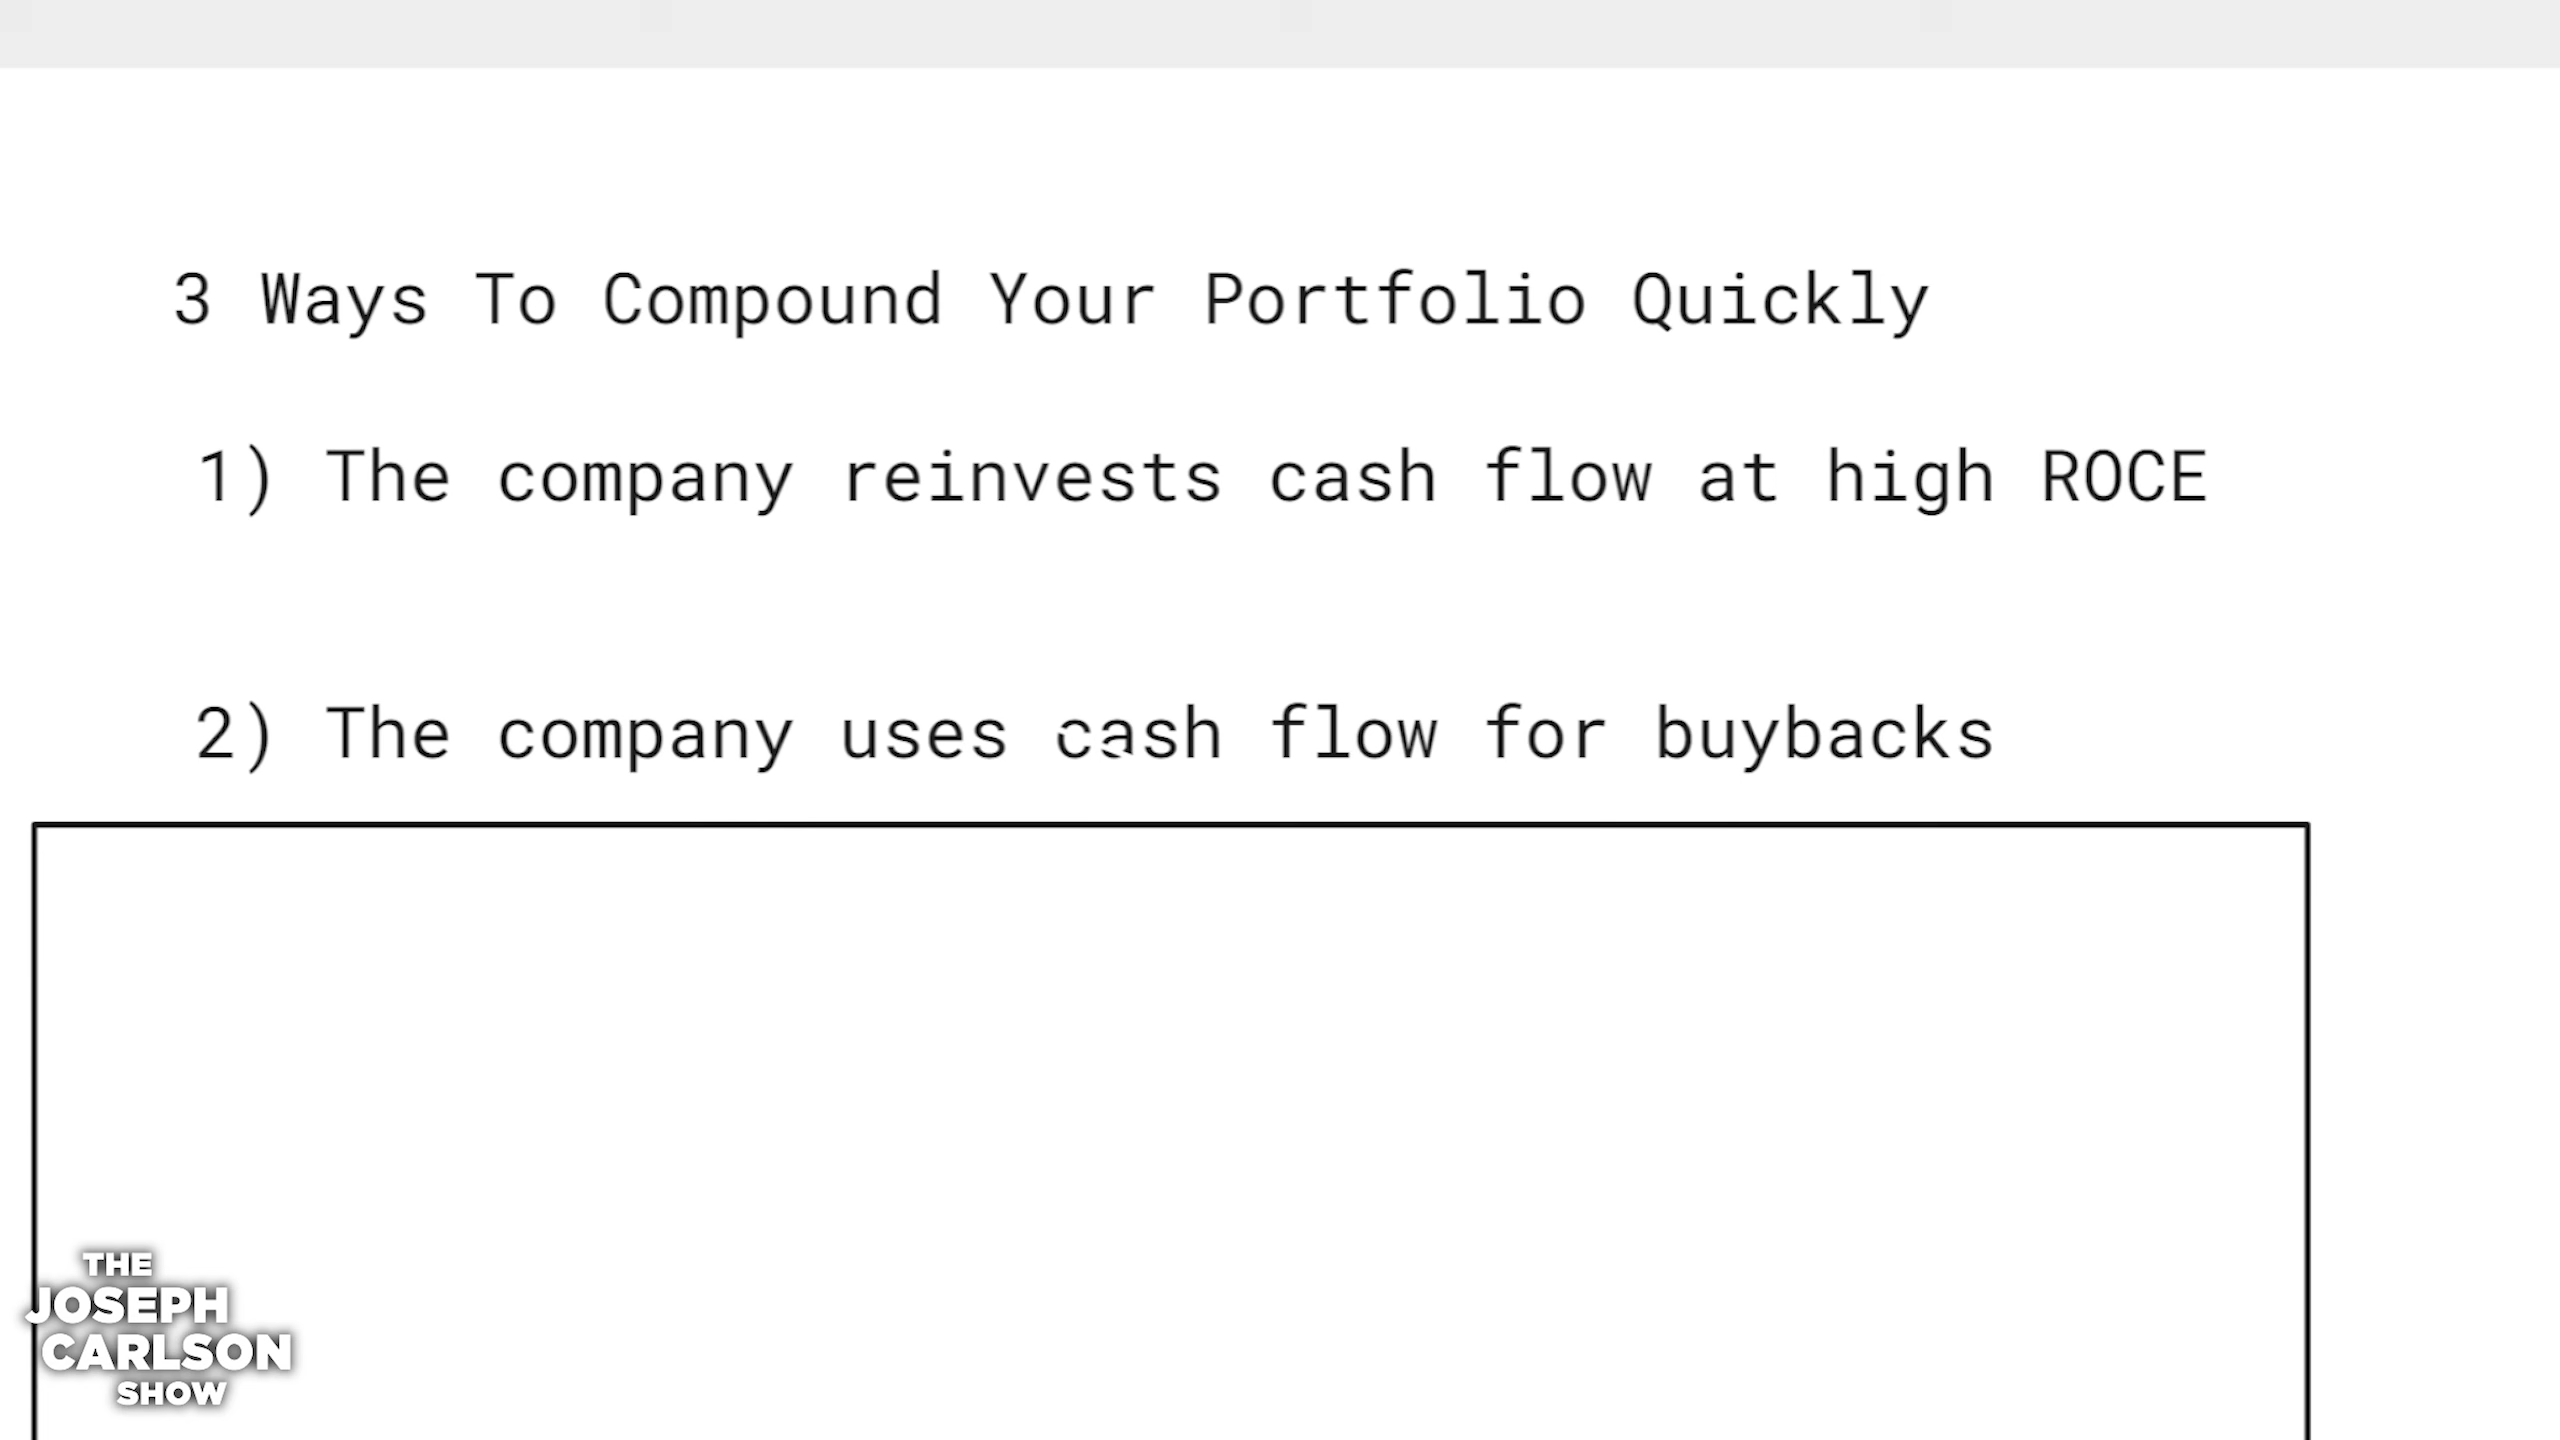 3 Ways To Compound Your Portfolio Quickly
1) The company reinvests cash flow at high ROCE
2) The company uses cash flow for buybacks
THE
JOSEPH
CARLSON
SHOW